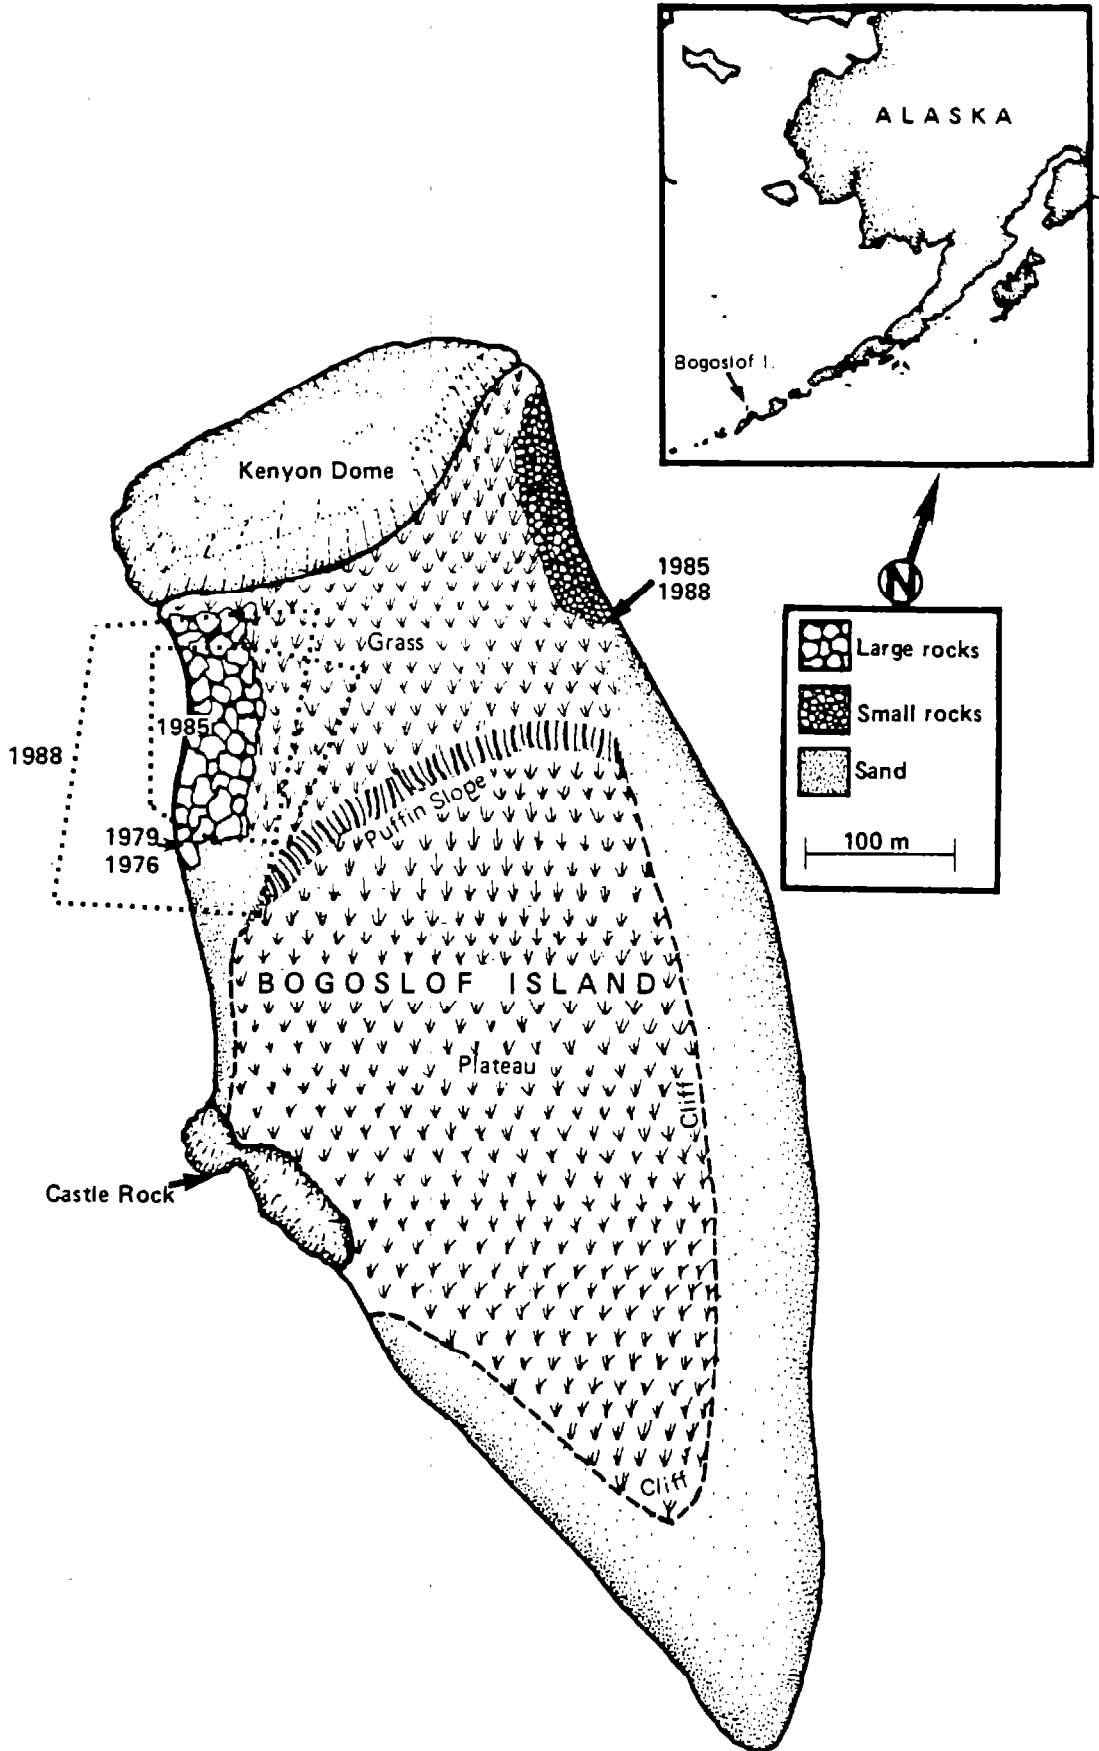 ALASKA
Bogoslof I.
Kenyon Dome
1985
1988
N
Grass
Large rocks
Small rocks
Sand
100 m
1985
1988
Puffin Slope
1979
1976
BOGOSLOF ISLAND
Plateau
Cliff
Castle Rock
Cliff